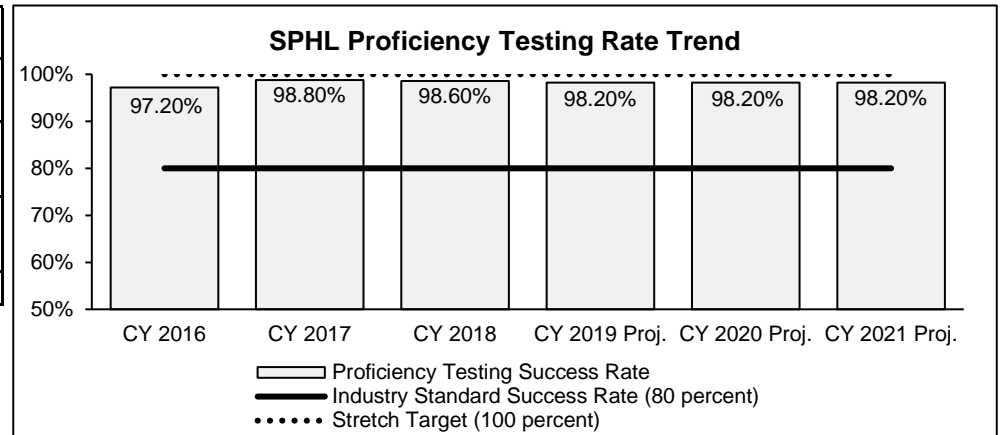 SPHL Proficiency Testing Rate Trend
100%
90%
80%
70%
60%
50%
97.20%
98.80%
98.60%
98.20%
98.20%
98.20%
CY 2016
CY 2017
CY 2018
CY 2019 Proj.
CY 2020 Proj.
CY 2021 Proj.
Proficiency Testing Success Rate
Industry Standard Success Rate (80 percent)
Stretch Target (100 percent)